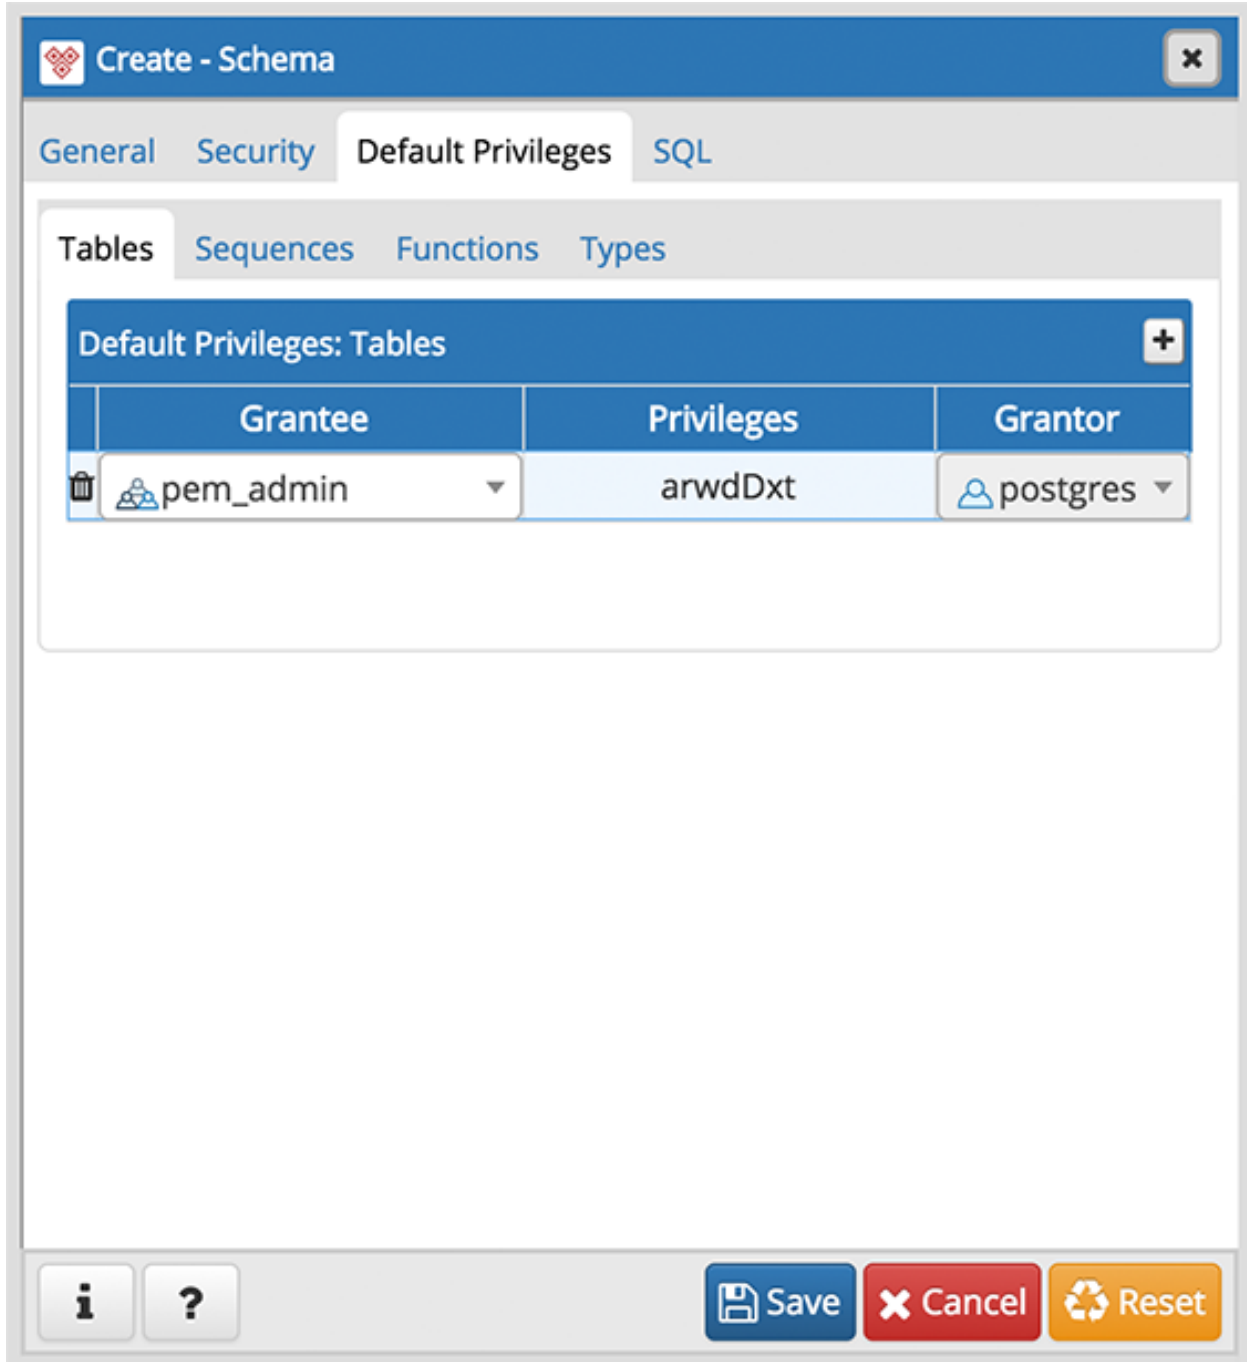 Create - Schema
General Security Default Privileges SQL
Tables Sequences Functions Types
Default Privileges: Tables
Grantee Privileges Grantor
pem_admin arwdDxt postgres
i ? Save Cancel Reset